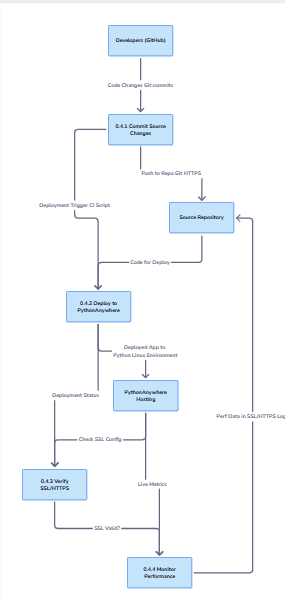 Developers (GitHub)
Code Changes Git commits
0.4.1 Commit Source
Changes
Push to Repo Git HTTPS
Deployment Trigger CI Script
Source Repository
Code for Deploy
0.4.2 Deploy to
PythonAnywhere
Deployed App to
Python Linux Environment
Deployment Status
PythonAnywhere
Hosting
Perf Data in SSL/HTTPS Log
Check SSL Config
0.4.3 Verify
SSL/HTTPS
Live Metrics
SSL Valid?
0.4.4 Monitor
Performance